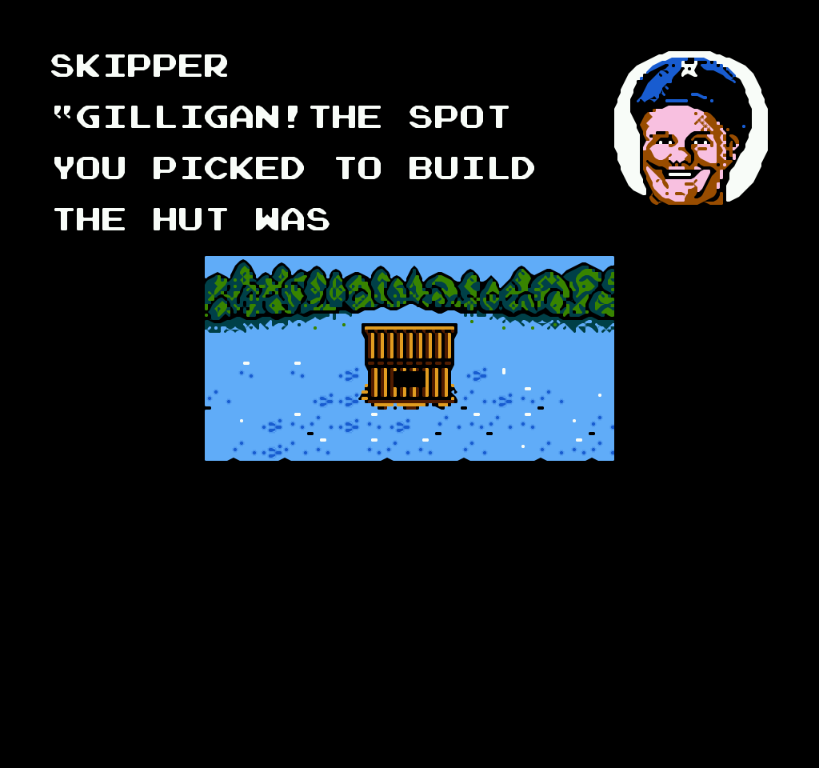 SKIPPER
“GILLIGAN! THE SPOT
YOU PICKED TO BUILD
THE HUT WAS